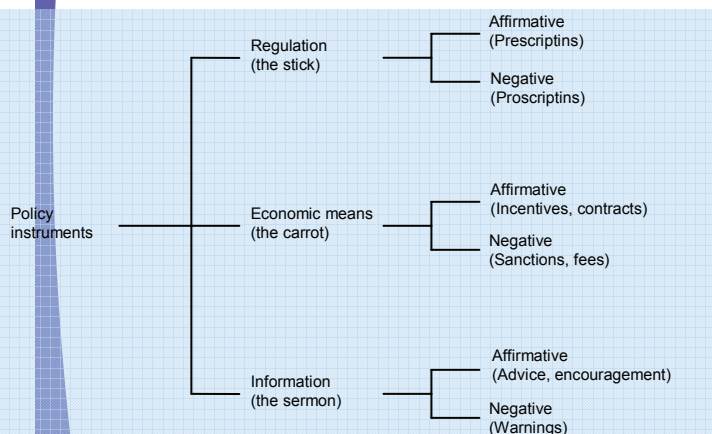 Policy
instruments
Regulation
(the stick)
Affirmative
(Prescriptins)
Negative
(Proscriptins)
Economic means
(the carrot)
Affirmative
(Incentives, contracts)
Negative
(Sanctions, fees)
Information
(the sermon)
Affirmative
(Advice, encouragement)
Negative
(Warnings)